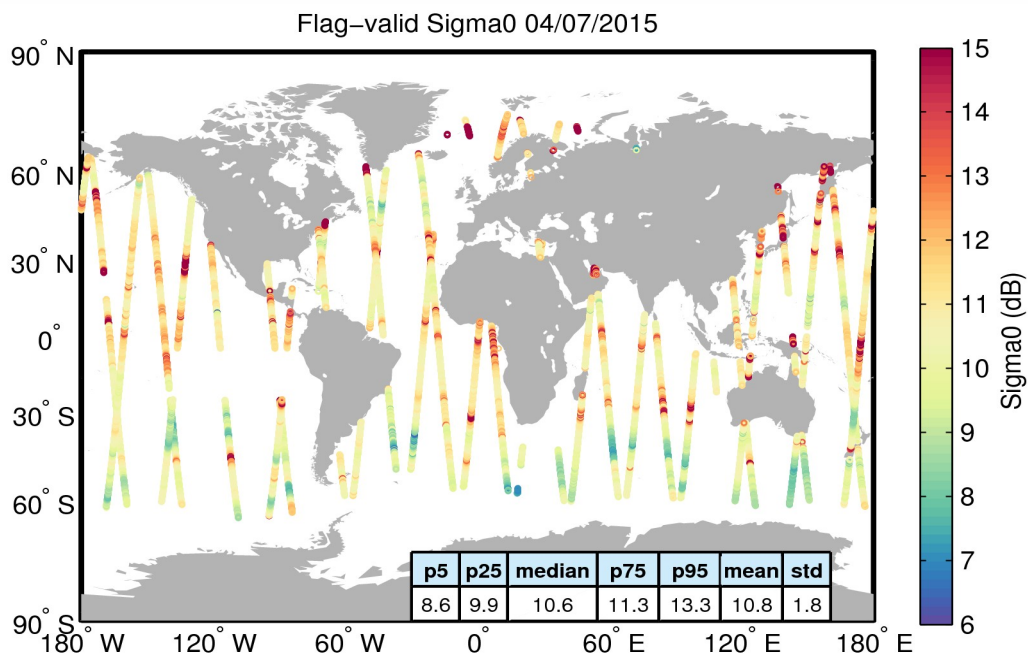 Flag−valid Sigma0 04/07/2015
90° N
60° N
30° N
0°
30° S
60° S
90° S
180° W
120° W
60° W
0°
60° E
120° E
180° E
p5 p25 median p75 p95 mean std
8.6 9.9 10.6 11.3 13.3 10.8 1.8
15
14
13
12
11
10
9
8
7
6
Sigma0 (dB)